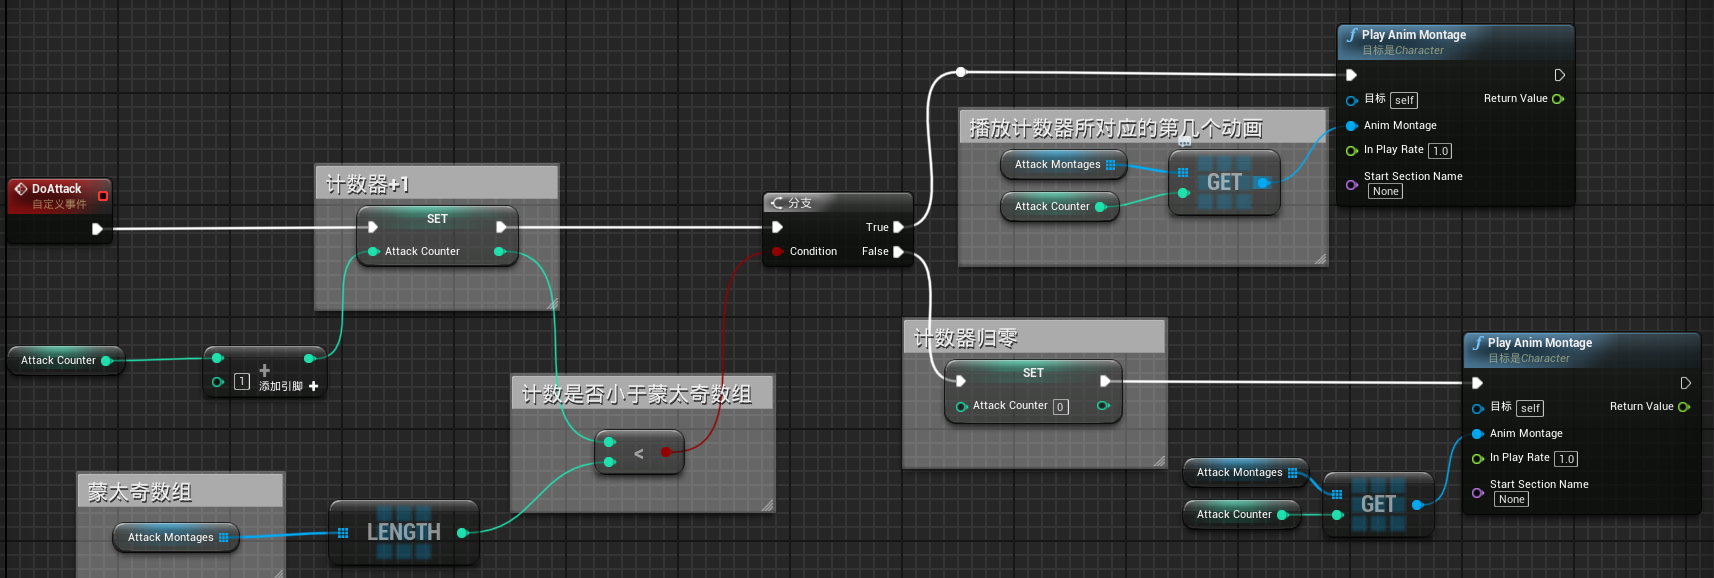 DoAttack
自定义事件
Attack Counter
1
添加引脚
计数器+1
SET
Attack Counter
蒙太奇数组
Attack Montages
LENGTH
计数是否小于蒙太奇数组
<
分支
True
Condition
False
播放计数器所对应的第几个动画
Attack Montages
Attack Counter
GET
Play Anim Montage
目标是Character
目标 self
Return Value
Anim Montage
In Play Rate 1.0
Start Section Name
None
计数器归零
SET
Attack Counter 0
Attack Montages
Attack Counter
GET
Play Anim Montage
目标是Character
目标 self
Return Value
Anim Montage
In Play Rate 1.0
Start Section Name
None